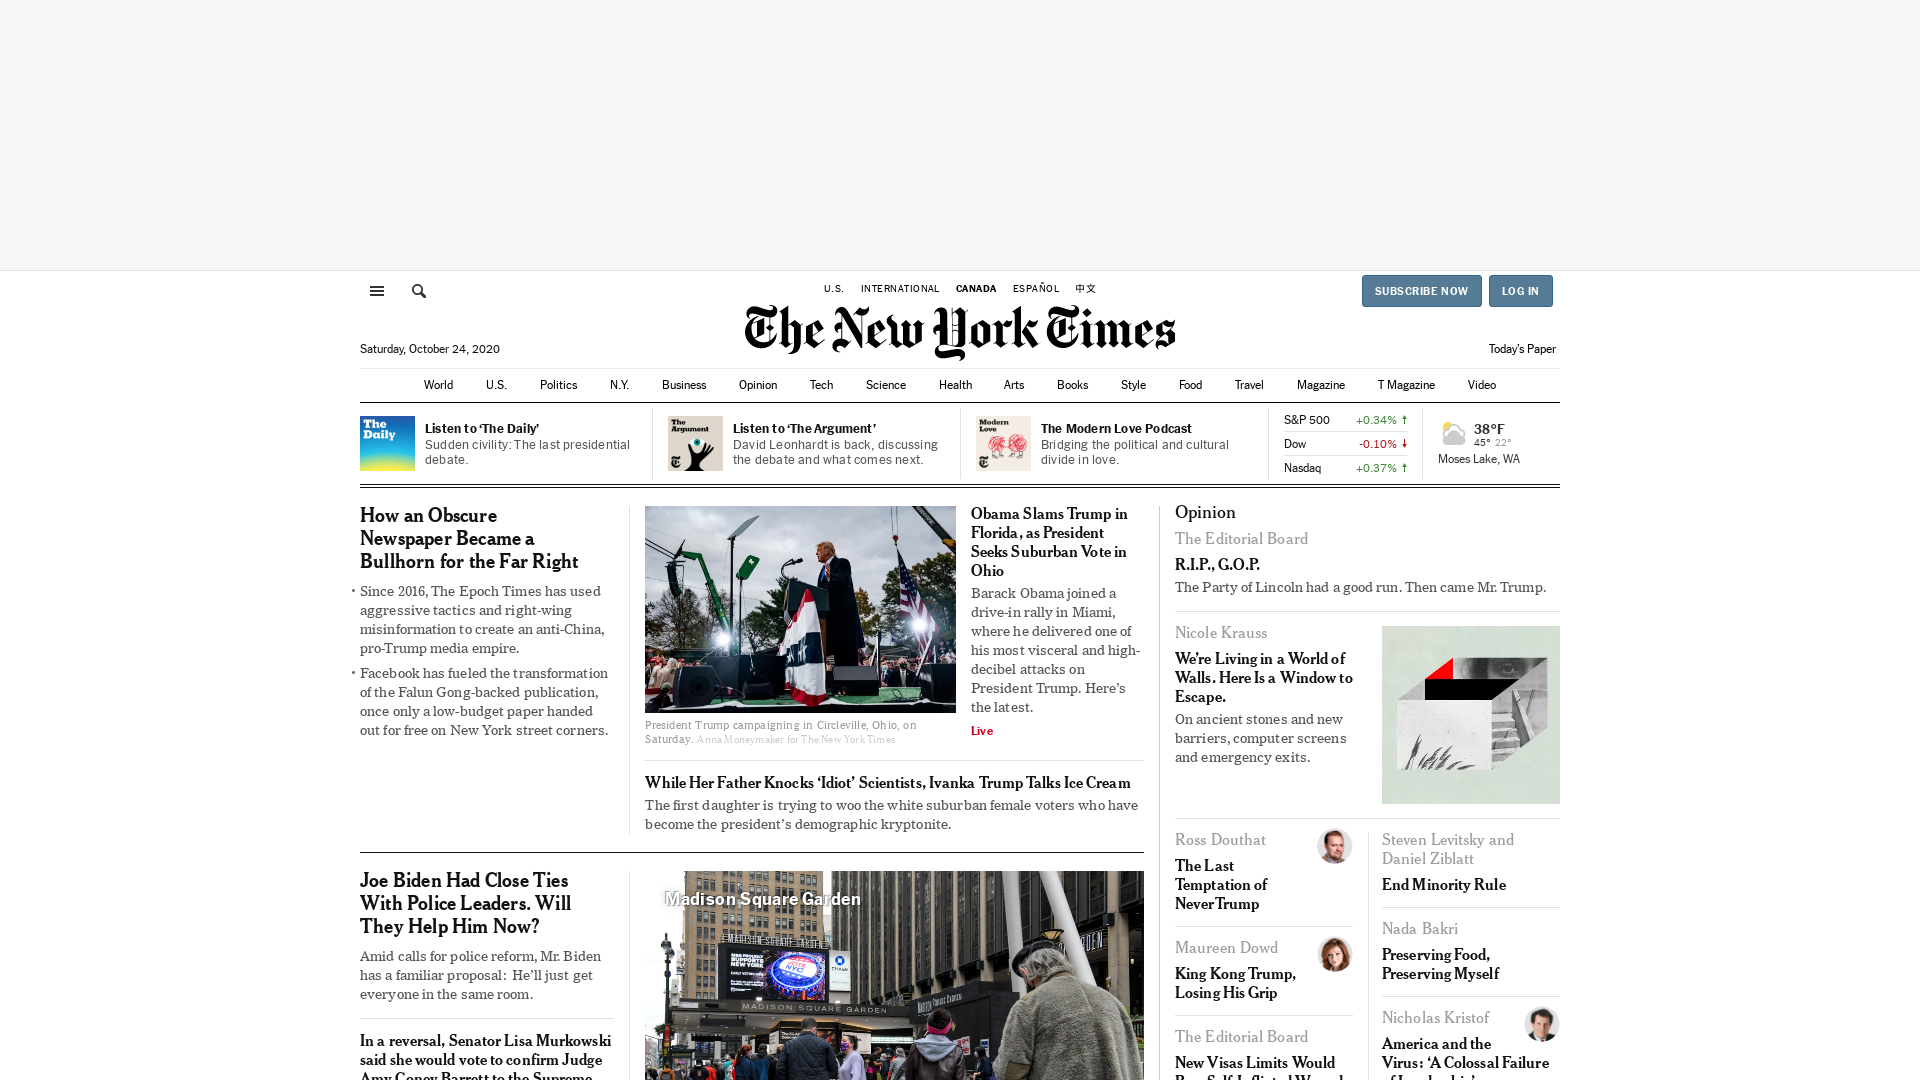 U.S. INTERNATIONAL CANADA ESPAÑOL 中文
SUBSCRIBE NOW
LOG IN
The New York Times
Saturday, October 24, 2020
Today's Paper
World U.S. Politics N.Y. Business Opinion Tech Science Health Arts Books Style Food Travel Magazine T Magazine Video
The Daily
Listen to ‘The Daily’
Sudden civility: The last presidential
debate.
The Argument
Listen to ‘The Argument’
David Leonhardt is back, discussing
the debate and what comes next.
Modern Love
The Modern Love Podcast
Bridging the political and cultural
divide in love.
S&P 500 +0.34%
Dow -0.10%
Nasdaq +0.37%
38°F
45° 22°
Moses Lake, WA
How an Obscure
Newspaper Became a
Bullhorn for the Far Right
Since 2016, The Epoch Times has used
aggressive tactics and right-wing
misinformation to create an anti-China,
pro-Trump media empire.
Facebook has fueled the transformation
of the Falun Gong-backed publication,
once only a low-budget paper handed
out for free on New York street corners.
President Trump campaigning in Circleville, Ohio, on
Saturday. Anna Moneymaker for The New York Times
Obama Slams Trump in
Florida, as President
Seeks Suburban Vote in
Ohio
Barack Obama joined a
drive-in rally in Miami,
where he delivered one of
his most visceral and high-
decibel attacks on
President Trump. Here’s
the latest.
Live
While Her Father Knocks ‘Idiot’ Scientists, Ivanka Trump Talks Ice Cream
The first daughter is trying to woo the white suburban female voters who have
become the president’s demographic kryptonite.
Joe Biden Had Close Ties
With Police Leaders. Will
They Help Him Now?
Amid calls for police reform, Mr. Biden
has a familiar proposal: He’ll just get
everyone in the same room.
In a reversal, Senator Lisa Murkowski
said she would vote to confirm Judge
Amy Coney Barrett to the Supreme
Madison Square Garden
MADISON SQUARE GARDEN
VOTE
NYC
CHASE
MADISON SQUARE GARDEN
Opinion
The Editorial Board
R.I.P., G.O.P.
The Party of Lincoln had a good run. Then came Mr. Trump.
Nicole Krauss
We’re Living in a World of
Walls. Here Is a Window to
Escape.
On ancient stones and new
barriers, computer screens
and emergency exits.
Ross Douthat
The Last
Temptation of
NeverTrump
Maureen Dowd
King Kong Trump,
Losing His Grip
The Editorial Board
New Visas Limits Would
Steven Levitsky and
Daniel Ziblatt
End Minority Rule
Nada Bakri
Preserving Food,
Preserving Myself
Nicholas Kristof
America and the
Virus: ‘A Colossal Failure